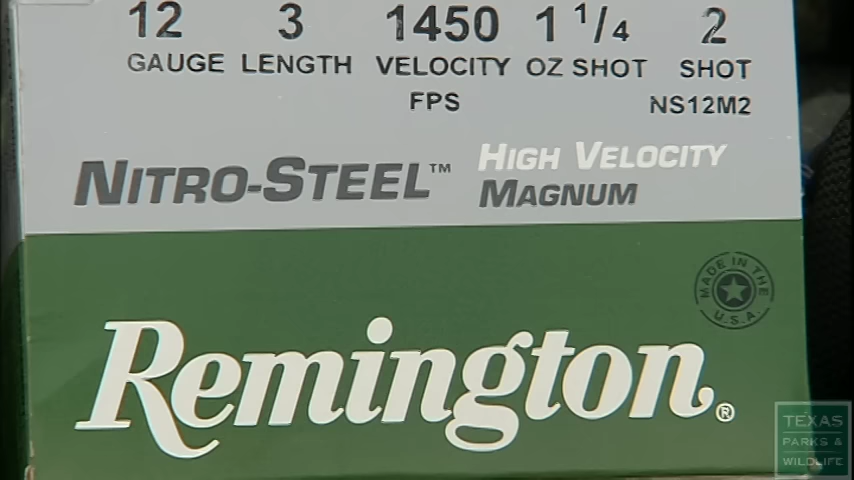 12 3 1450 1 1/4 2
GAUGE LENGTH VELOCITY OZ SHOT SHOT
FPS NS12M2
NITRO-STEEL™ HIGH VELOCITY
MAGNUM
MADE IN THE
U.S.A.
Remington®
TEXAS
PARKS &
WILDLIFE